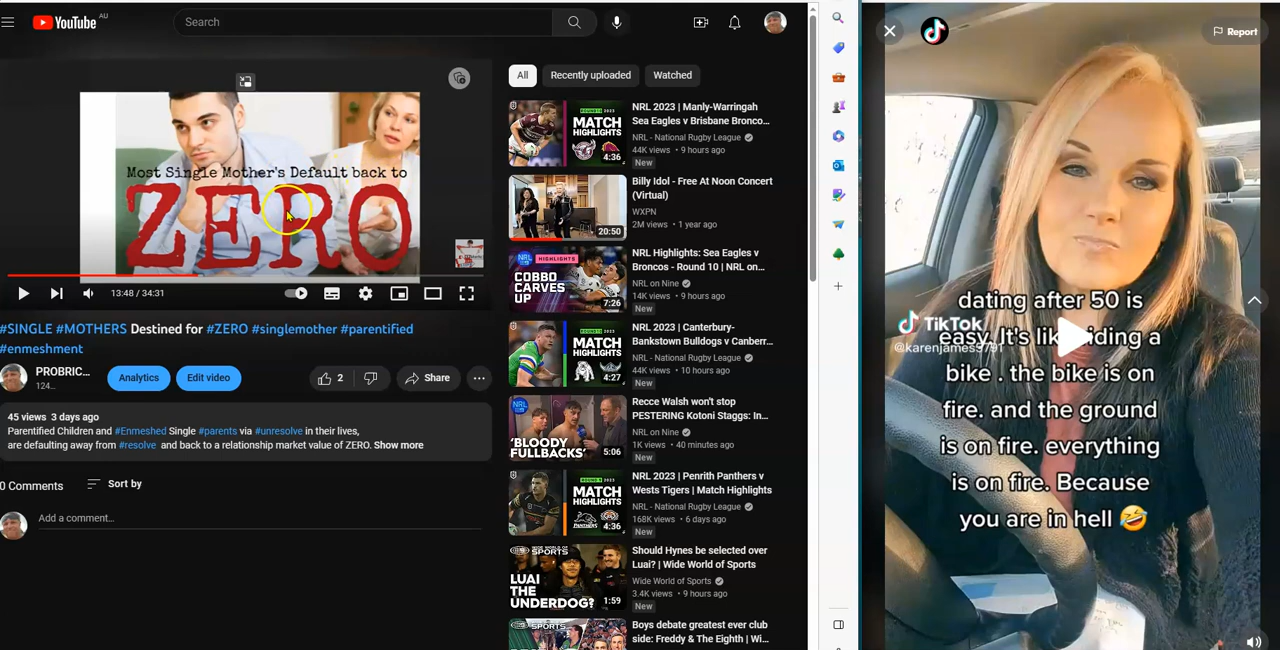 YouTube AU
Search
Most Single Mother's Default back to
ZERO
13:48 / 34:31
#SINGLE #MOTHERS Destined for #ZERO #singlemother #parentified
#enmeshment
PROBRIC...
124...
Analytics
Edit video
2
Share
45 views 3 days ago
Parentified Children and #Enmeshed Single #parents via #unresolve in their lives,
are defaulting away from #resolve and back to a relationship market value of ZERO. Show more
0 Comments
Sort by
Add a comment...
All
Recently uploaded
Watched
MATCH
HIGHLIGHTS
4:36
NRL 2023 | Manly-Warringah
Sea Eagles v Brisbane Bronco...
NRL - National Rugby League
44K views • 9 hours ago
New
20:50
Billy Idol - Free At Noon Concert
(Virtual)
WXPN
2M views • 1 year ago
NRL HIGHLIGHTS
COBBO
CARVES
UP
7:26
NRL Highlights: Sea Eagles v
Broncos - Round 10 | NRL on...
NRL on Nine
14K views • 9 hours ago
New
MATCH
HIGHLIGHTS
4:27
NRL 2023 | Canterbury-
Bankstown Bulldogs v Canberr...
NRL - National Rugby League
44K views • 10 hours ago
New
NRL
'BLOODY
FULLBACKS'
5:06
Recce Walsh won't stop
PESTERING Kotoni Staggs: In...
NRL on Nine
1K views • 40 minutes ago
New
MATCH
HIGHLIGHTS
4:36
NRL 2023 | Penrith Panthers v
Wests Tigers | Match Highlights
NRL - National Rugby League
168K views • 6 days ago
New
WIDE WORLD OF SPORTS
LUAI
THE
UNDERDOG?
1:59
Should Hynes be selected over
Luai? | Wide World of Sports
Wide World of Sports
3.4K views • 9 hours ago
New
Boys debate greatest ever club
side: Freddy & The Eighth | Wi...
Report
TikTok
@karenjames9791
dating after 50 is
easy. It's like riding a
bike . the bike is on
fire. and the ground
is on fire. everything
is on fire. Because
you are in hell 🤣